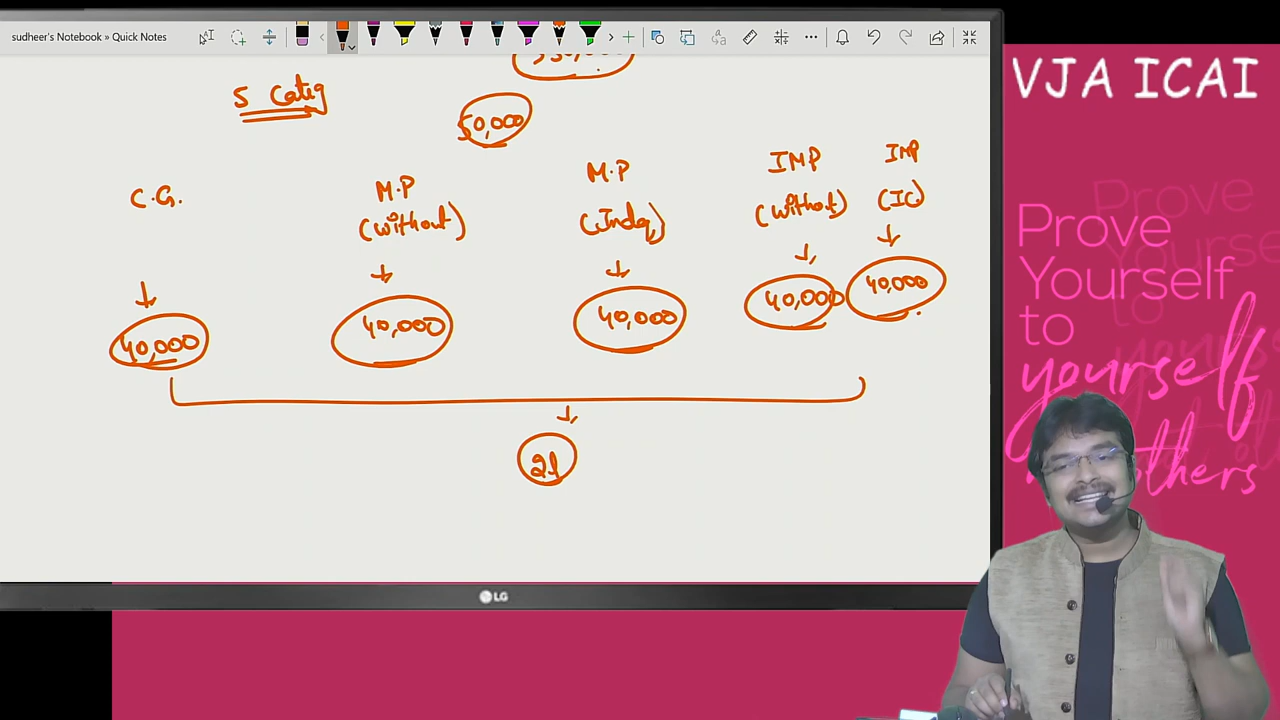 sudheer's Notebook » Quick Notes
VJA ICAI
5 Categ
50,000
C.G.
M.P
(without)
M.P
(Indeq)
IMP
(without)
IMP
(IC)
40,000
40,000
40,000
40,000
40,000
2l
Prove
Yourself
to
yourself
others
LG